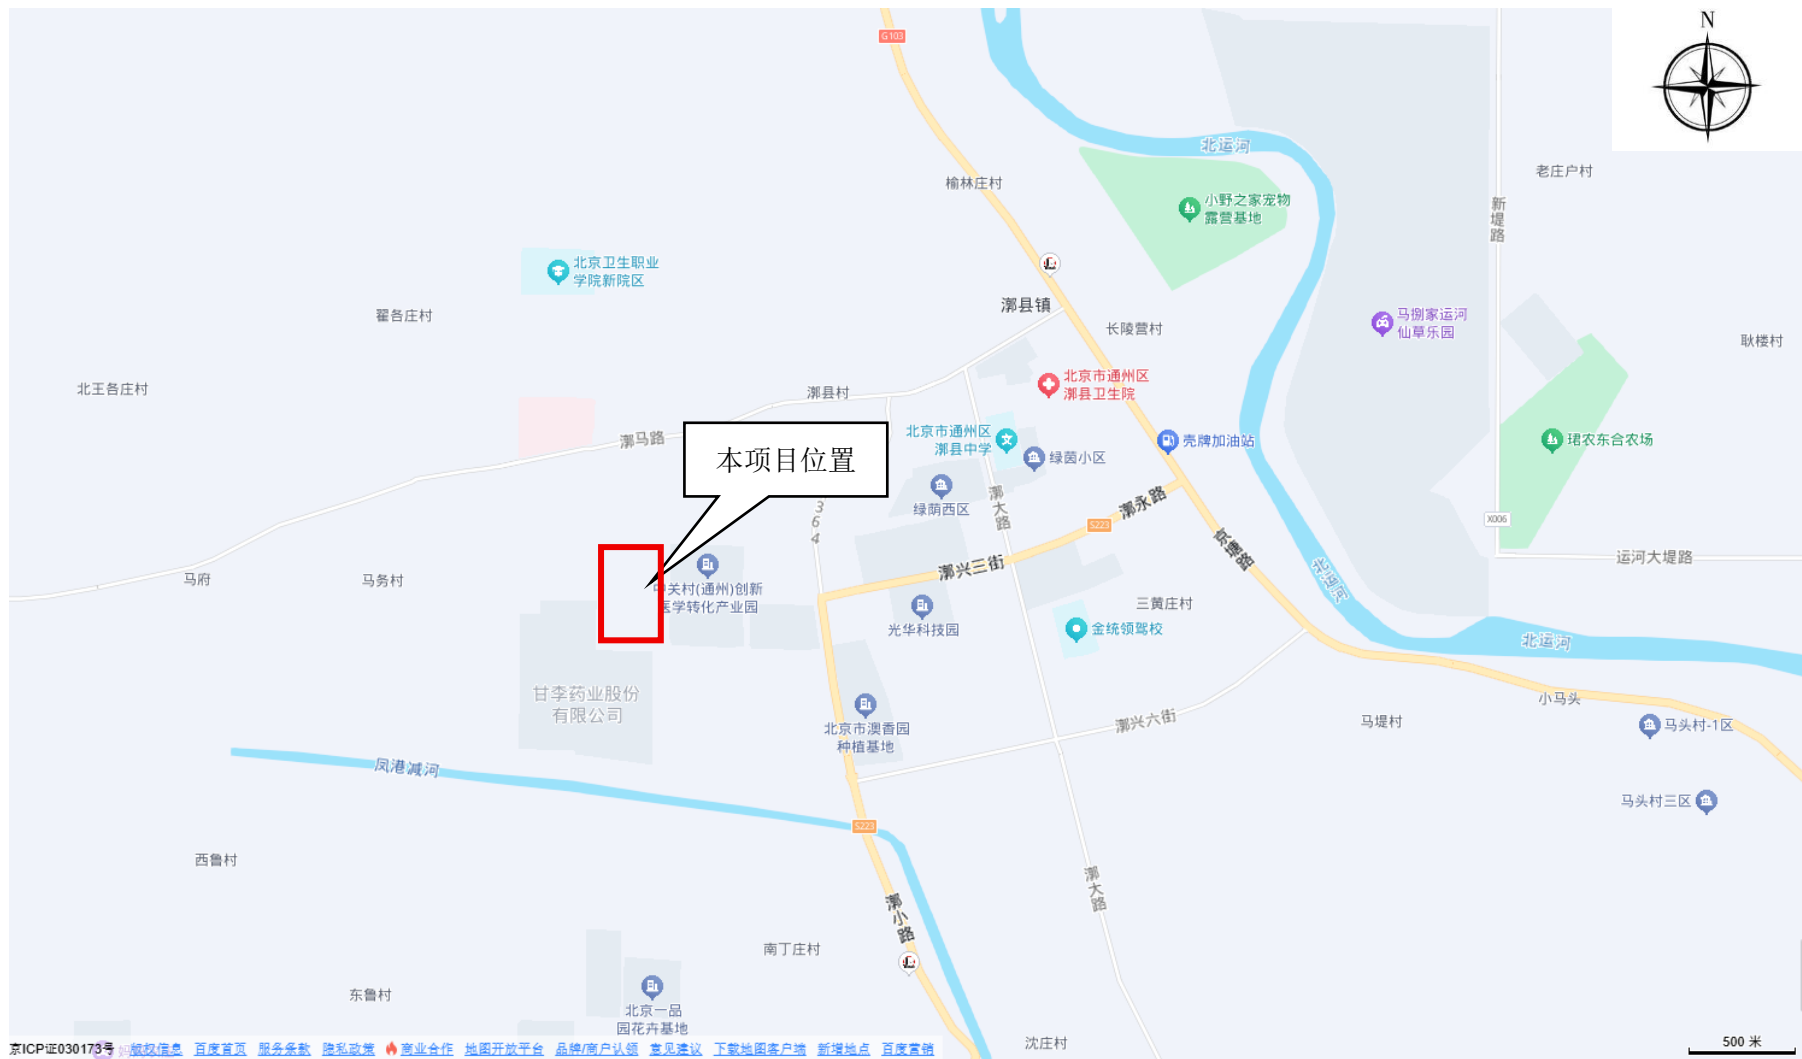 N
G103
北运河
榆林庄村
老庄户村
小野之家宠物
露营基地
新堤路
北京卫生职业
学院新院区
漷县镇
翟各庄村
长陵营村
马捌家运河
仙草乐园
耿楼村
北王各庄村
漷县村
北京市通州区
漷县卫生院
漷马路
北京市通州区
漷县中学
壳牌加油站
珺农东合农场
本项目位置
绿茵小区
绿荫西区
漷大路
漷永路
364
S223
X006
京塘路
运河大堤路
马府
马务村
中关村(通州)创新
医学转化产业园
漷兴三街
北运河
三黄庄村
光华科技园
金统领驾校
北运河
甘李药业股份
有限公司
小马头
漷兴六街
马堤村
马头村-1区
北京市澳香园
种植基地
凤港减河
马头村三区
S223
西鲁村
漷大路
漷小路
南丁庄村
东鲁村
北京一品
园花卉基地
沈庄村
500 米
京ICP证030173号
版权信息 百度首页 服务条款 隐私政策 商业合作 地图开放平台 品牌/商户认领 意见建议 下载地图客户端 新增地点 百度营销